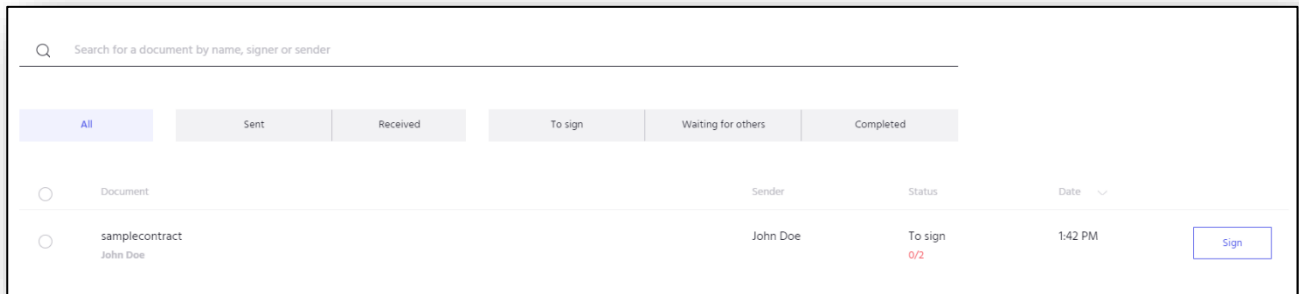 Search for a document by name, signer or sender
All Sent Received To sign Waiting for others Completed
Document Sender Status Date
samplecontract John Doe To sign 1:42 PM Sign
John Doe 0/2